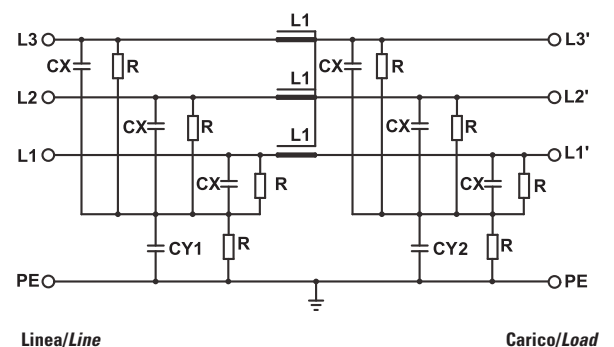 L1
L3 L3'
CX R CX R
L1
L2 L2'
CX R CX R
L1
L1 L1'
CX R CX R
CY1 R CY2 R
PE PE
Linea/Line Carico/Load